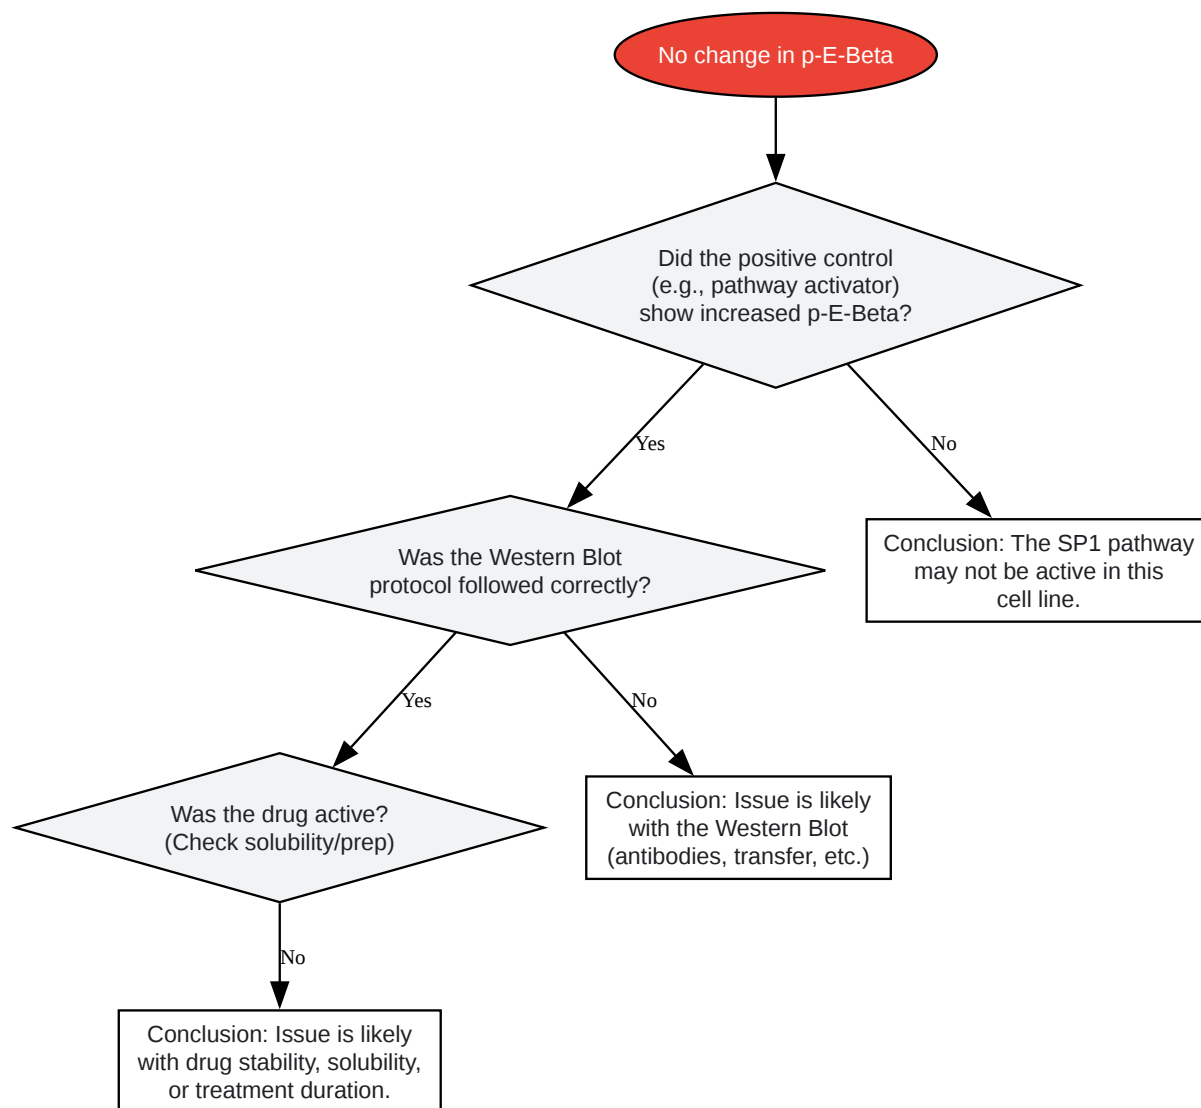 No change in p-E-Beta
Did the positive control
(e.g., pathway activator)
show increased p-E-Beta?
Yes
No
Was the Western Blot
protocol followed correctly?
Conclusion: The SP1 pathway
may not be active in this
cell line.
Yes
No
Was the drug active?
(Check solubility/prep)
Conclusion: Issue is likely
with the Western Blot
(antibodies, transfer, etc.)
No
Conclusion: Issue is likely
with drug stability, solubility,
or treatment duration.